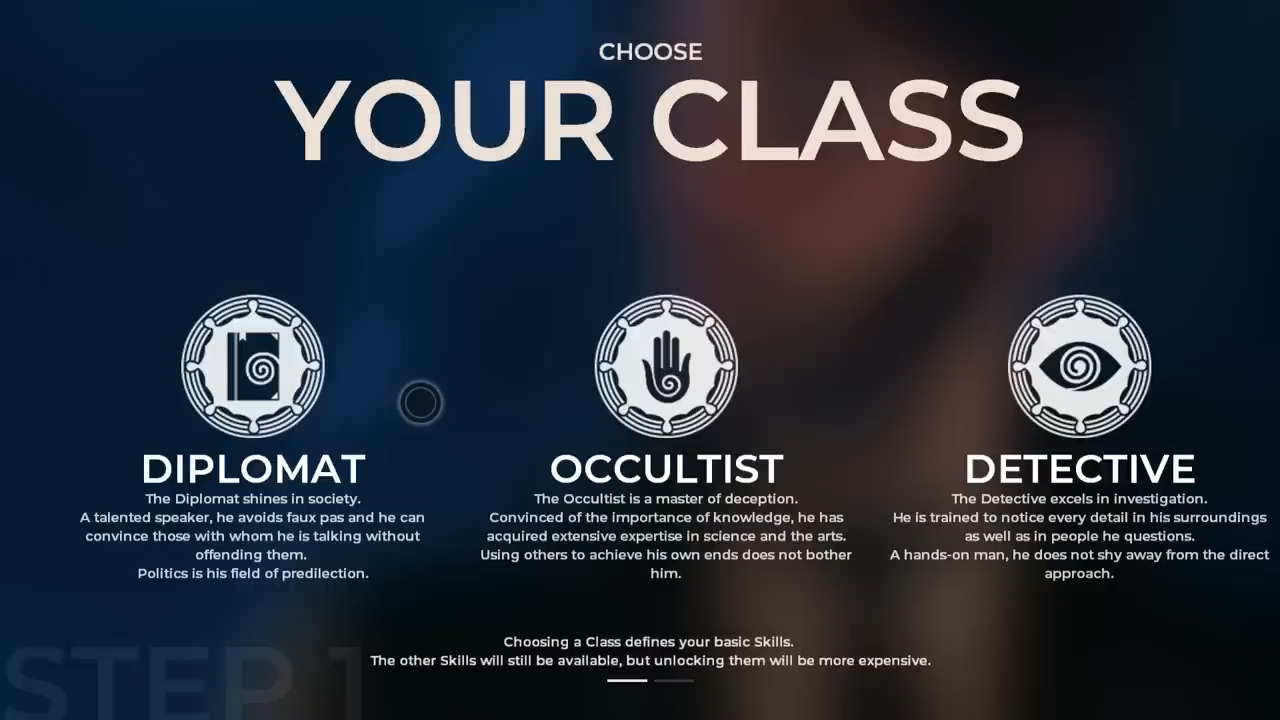 CHOOSE
YOUR CLASS
DIPLOMAT
The Diplomat shines in society.
A talented speaker, he avoids faux pas and he can
convince those with whom he is talking without
offending them.
Politics is his field of predilection.
OCCULTIST
The Occultist is a master of deception.
Convinced of the importance of knowledge, he has
acquired extensive expertise in science and the arts.
Using others to achieve his own ends does not bother
him.
DETECTIVE
The Detective excels in investigation.
He is trained to notice every detail in his surroundings
as well as in people he questions.
A hands-on man, he does not shy away from the direct
approach.
Choosing a Class defines your basic Skills.
The other Skills will still be available, but unlocking them will be more expensive.
STEP 1